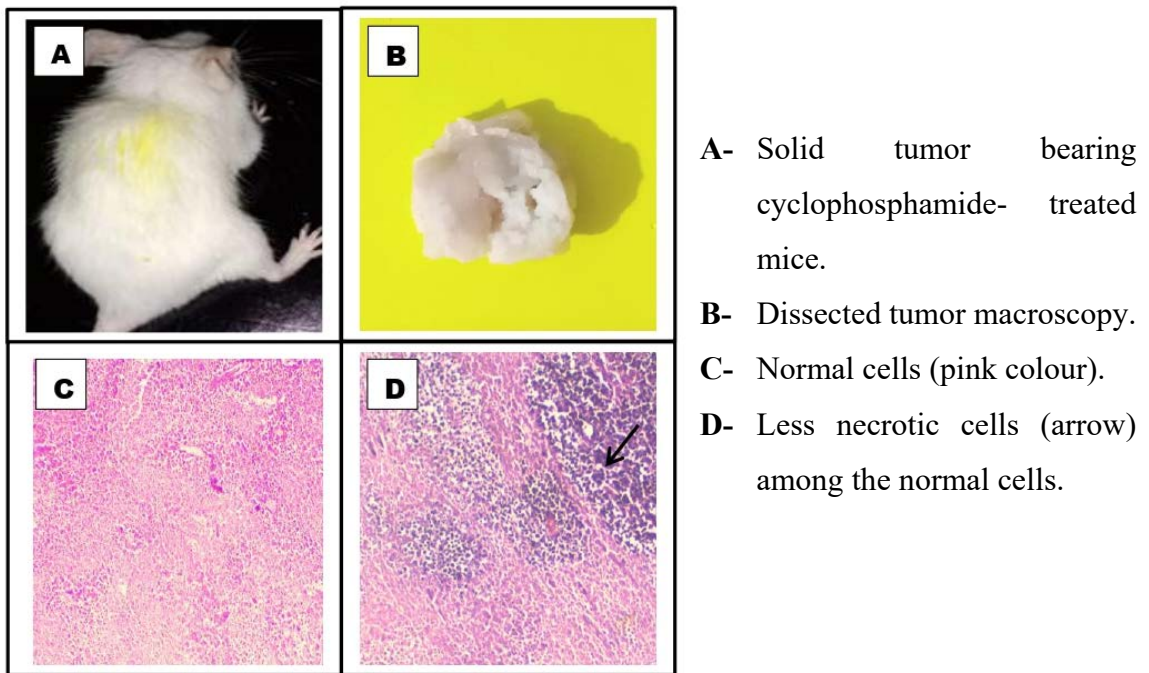 A
B
C
D
A- Solid tumor bearing
cyclophosphamide- treated
mice.
B- Dissected tumor macroscopy.
C- Normal cells (pink colour).
D- Less necrotic cells (arrow)
among the normal cells.